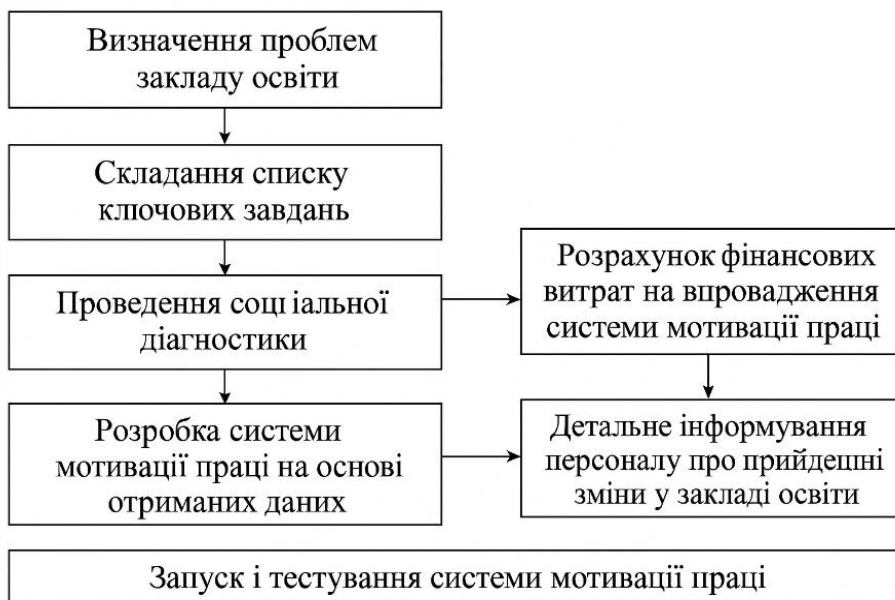 Визначення проблем
закладу освіти
Складання списку
ключових завдань
Проведення соціальної
діагностики
Розробка системи
мотивації праці на основі
отриманих даних
Розрахунок фінансових
витрат на впровадження
системи мотивації праці
Детальне інформування
персоналу про прийдешні
зміни у закладі освіти
Запуск і тестування системи мотивації праці